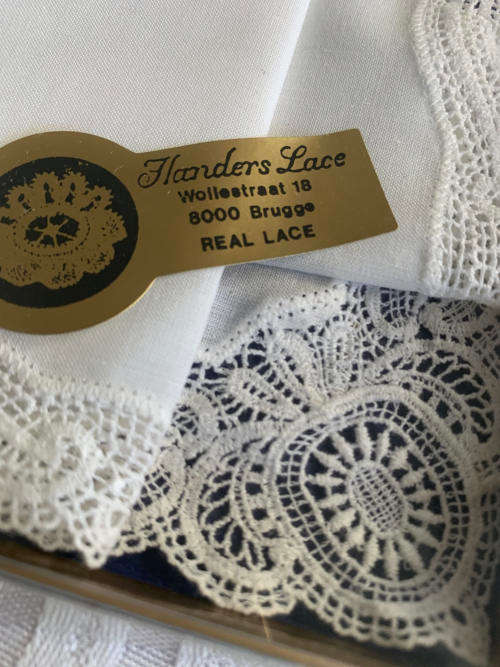 Flanders Lace
Wollestraat 18
8000 Brugge
REAL LACE